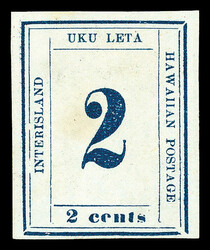 UKU LETA
INTERISLAND
2
HAWAIIAN POSTAGE
2 cents